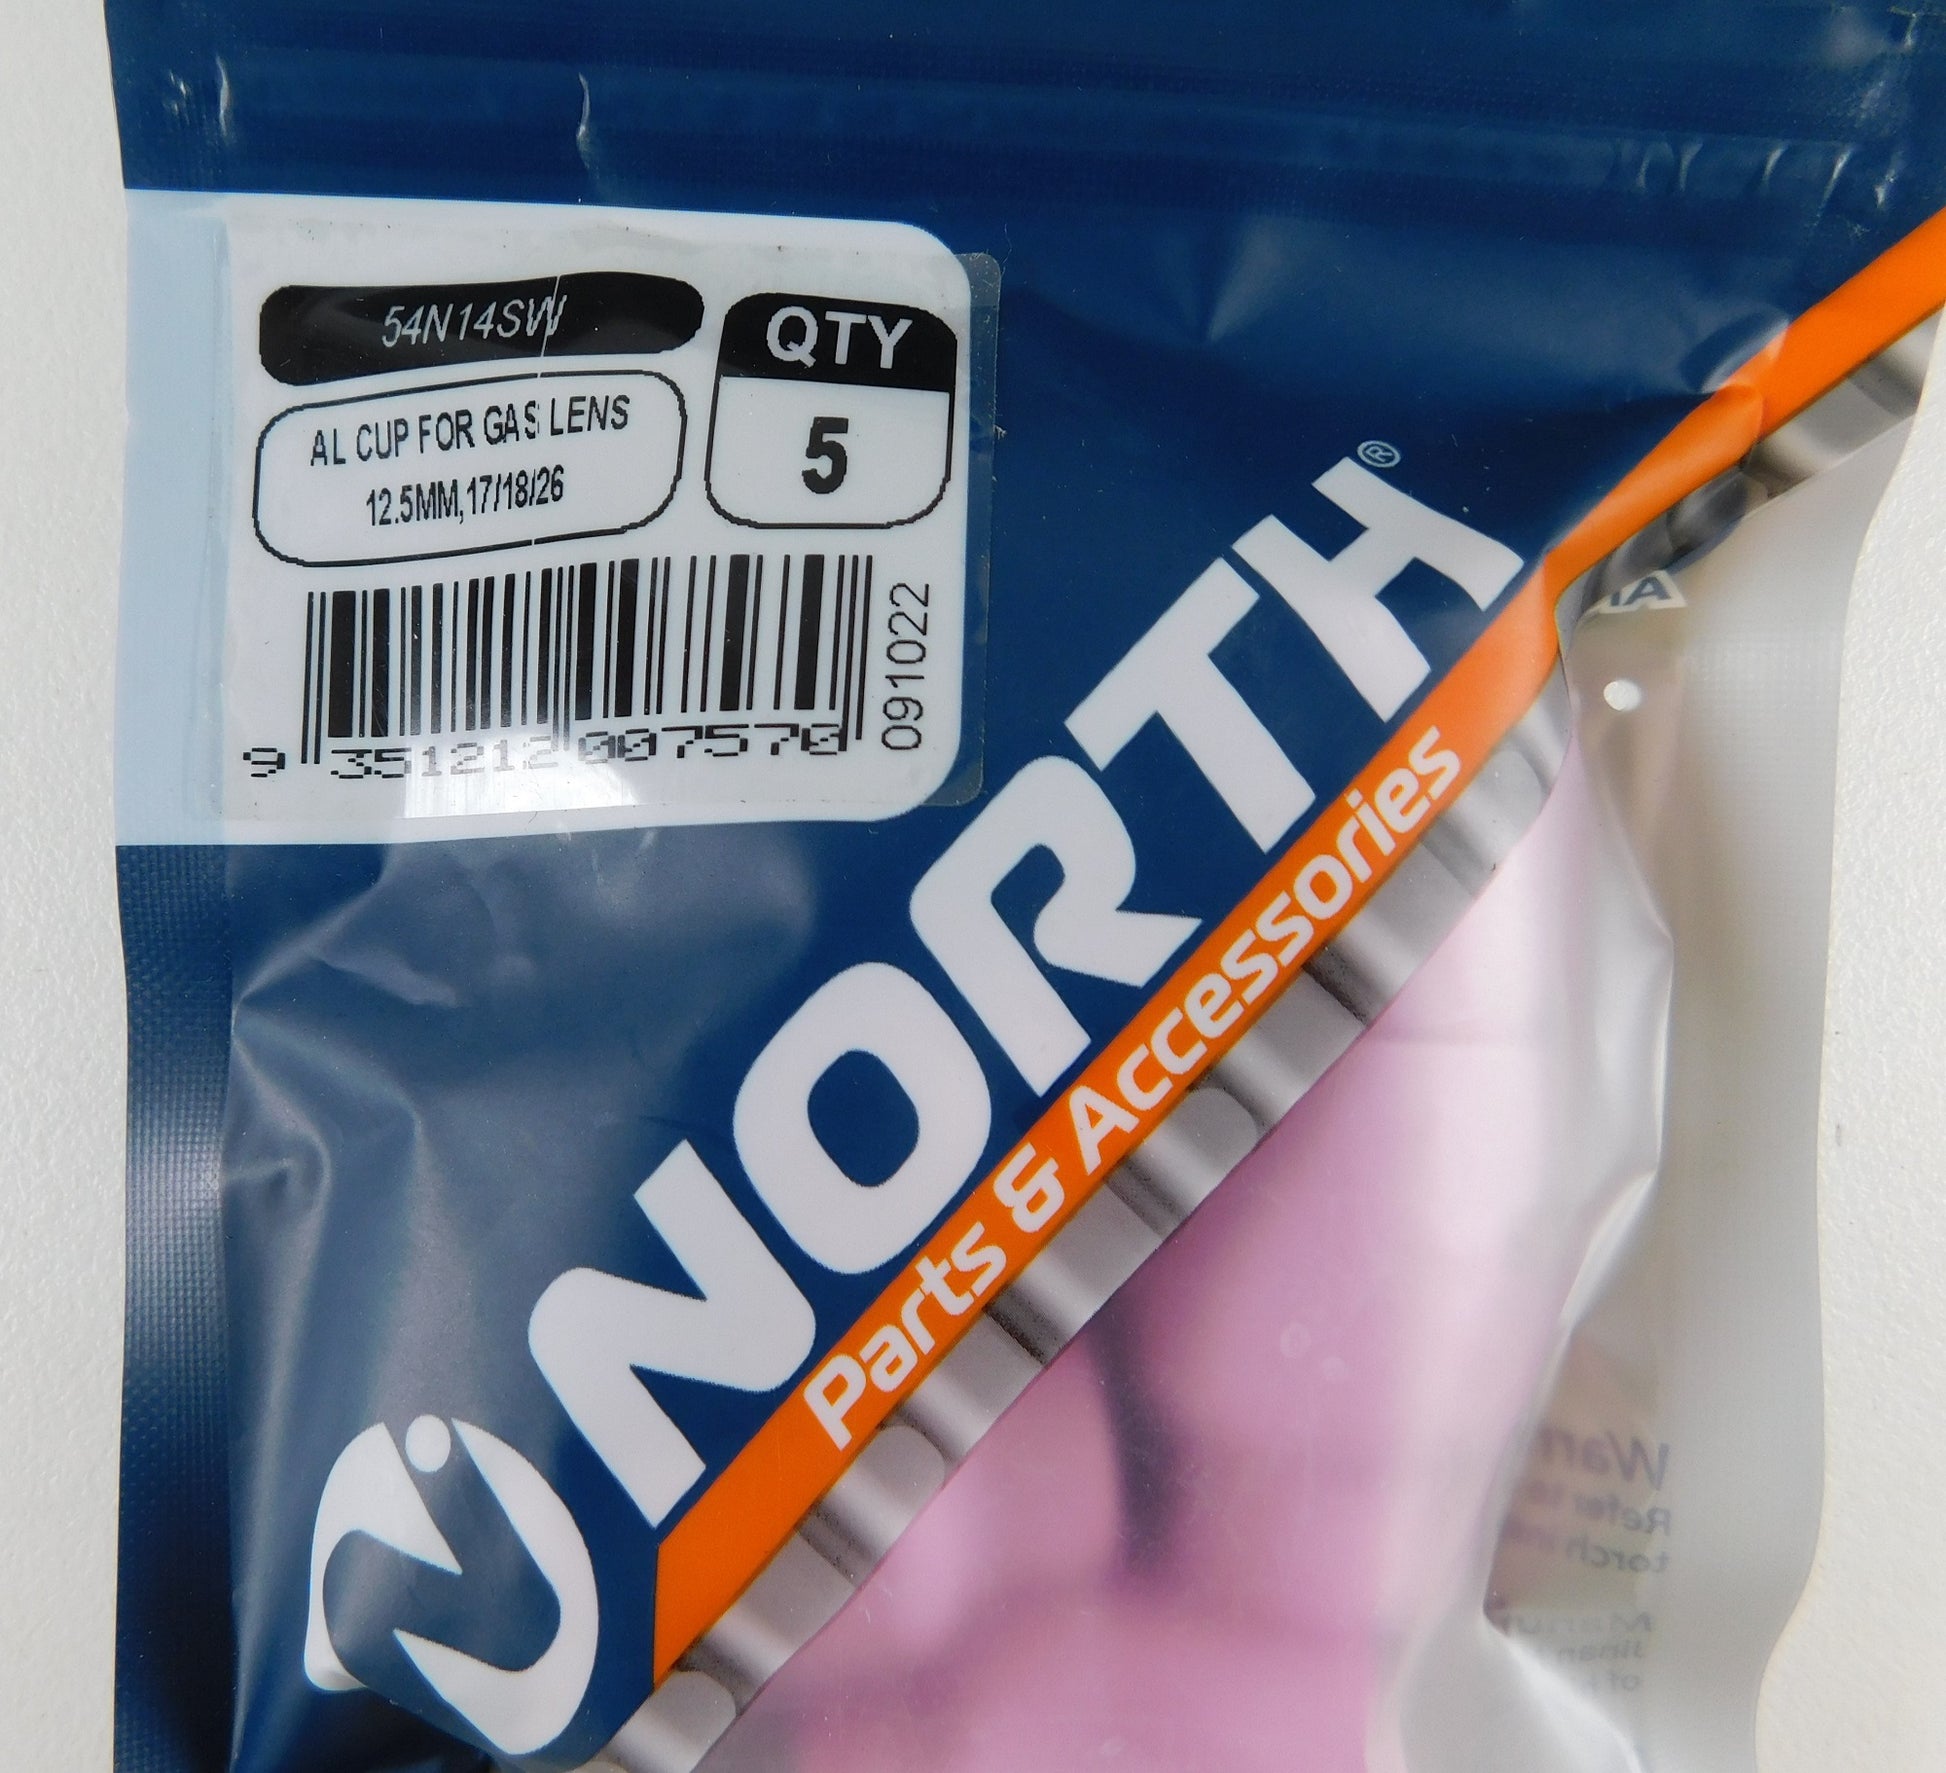 54N14SW
QTY
5
AL CUP FOR GAS LENS
12.5MM,17/18/26
9 351212 007570
091022
NORTH®
Parts & Accessories